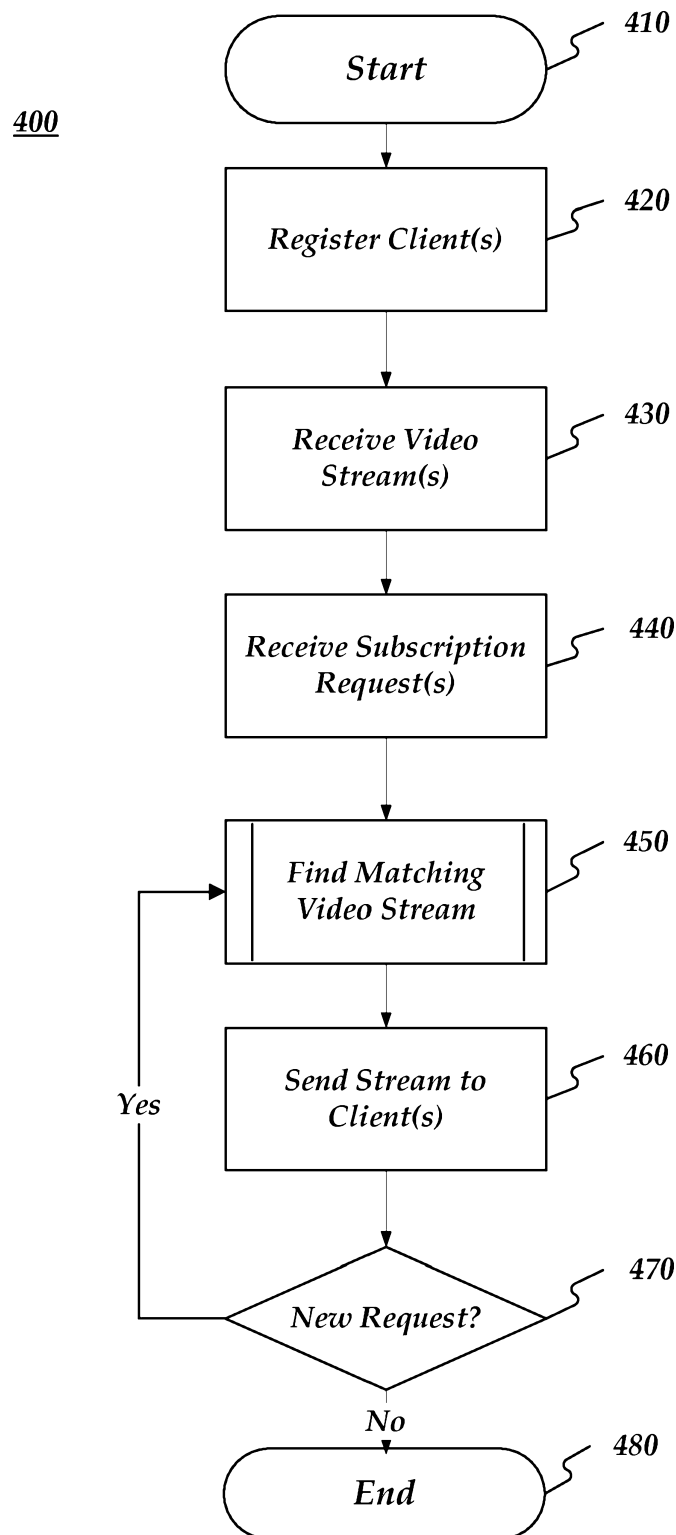 410
Start
400
420
Register Client(s)
430
Receive Video
Stream(s)
440
Receive Subscription
Request(s)
450
Find Matching
Video Stream
460
Send Stream to
Client(s)
Yes
470
New Request?
No
480
End